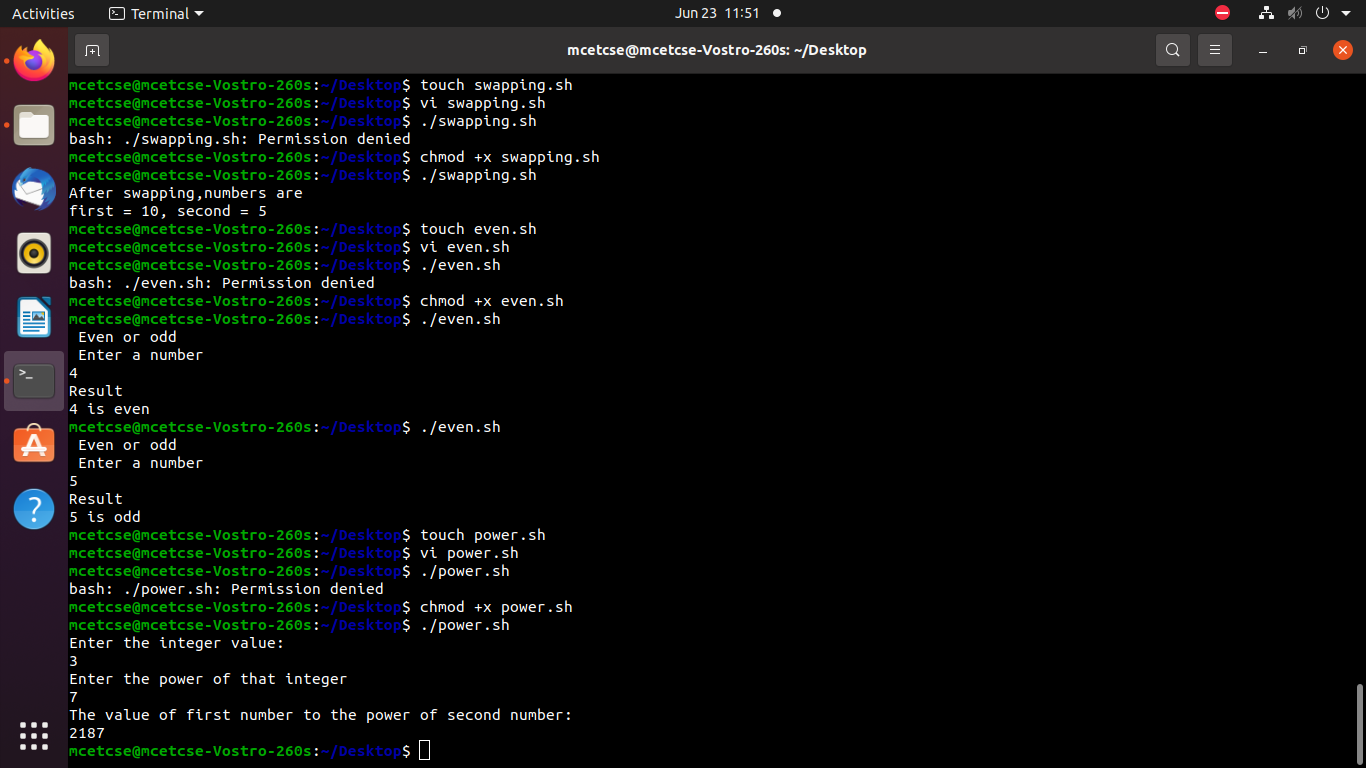 Activities
Terminal
Jun 23 11:51
mcetcse@mcetcse-Vostro-260s: ~/Desktop
mcetcse@mcetcse-Vostro-260s:~/Desktop$ touch swapping.sh
mcetcse@mcetcse-Vostro-260s:~/Desktop$ vi swapping.sh
mcetcse@mcetcse-Vostro-260s:~/Desktop$ ./swapping.sh
bash: ./swapping.sh: Permission denied
mcetcse@mcetcse-Vostro-260s:~/Desktop$ chmod +x swapping.sh
mcetcse@mcetcse-Vostro-260s:~/Desktop$ ./swapping.sh
After swapping,numbers are
first = 10, second = 5
mcetcse@mcetcse-Vostro-260s:~/Desktop$ touch even.sh
mcetcse@mcetcse-Vostro-260s:~/Desktop$ vi even.sh
mcetcse@mcetcse-Vostro-260s:~/Desktop$ ./even.sh
bash: ./even.sh: Permission denied
mcetcse@mcetcse-Vostro-260s:~/Desktop$ chmod +x even.sh
mcetcse@mcetcse-Vostro-260s:~/Desktop$ ./even.sh
Even or odd
Enter a number
4
Result
4 is even
mcetcse@mcetcse-Vostro-260s:~/Desktop$ ./even.sh
Even or odd
Enter a number
5
Result
5 is odd
mcetcse@mcetcse-Vostro-260s:~/Desktop$ touch power.sh
mcetcse@mcetcse-Vostro-260s:~/Desktop$ vi power.sh
mcetcse@mcetcse-Vostro-260s:~/Desktop$ ./power.sh
bash: ./power.sh: Permission denied
mcetcse@mcetcse-Vostro-260s:~/Desktop$ chmod +x power.sh
mcetcse@mcetcse-Vostro-260s:~/Desktop$ ./power.sh
Enter the integer value:
3
Enter the power of that integer
7
The value of first number to the power of second number:
2187
mcetcse@mcetcse-Vostro-260s:~/Desktop$